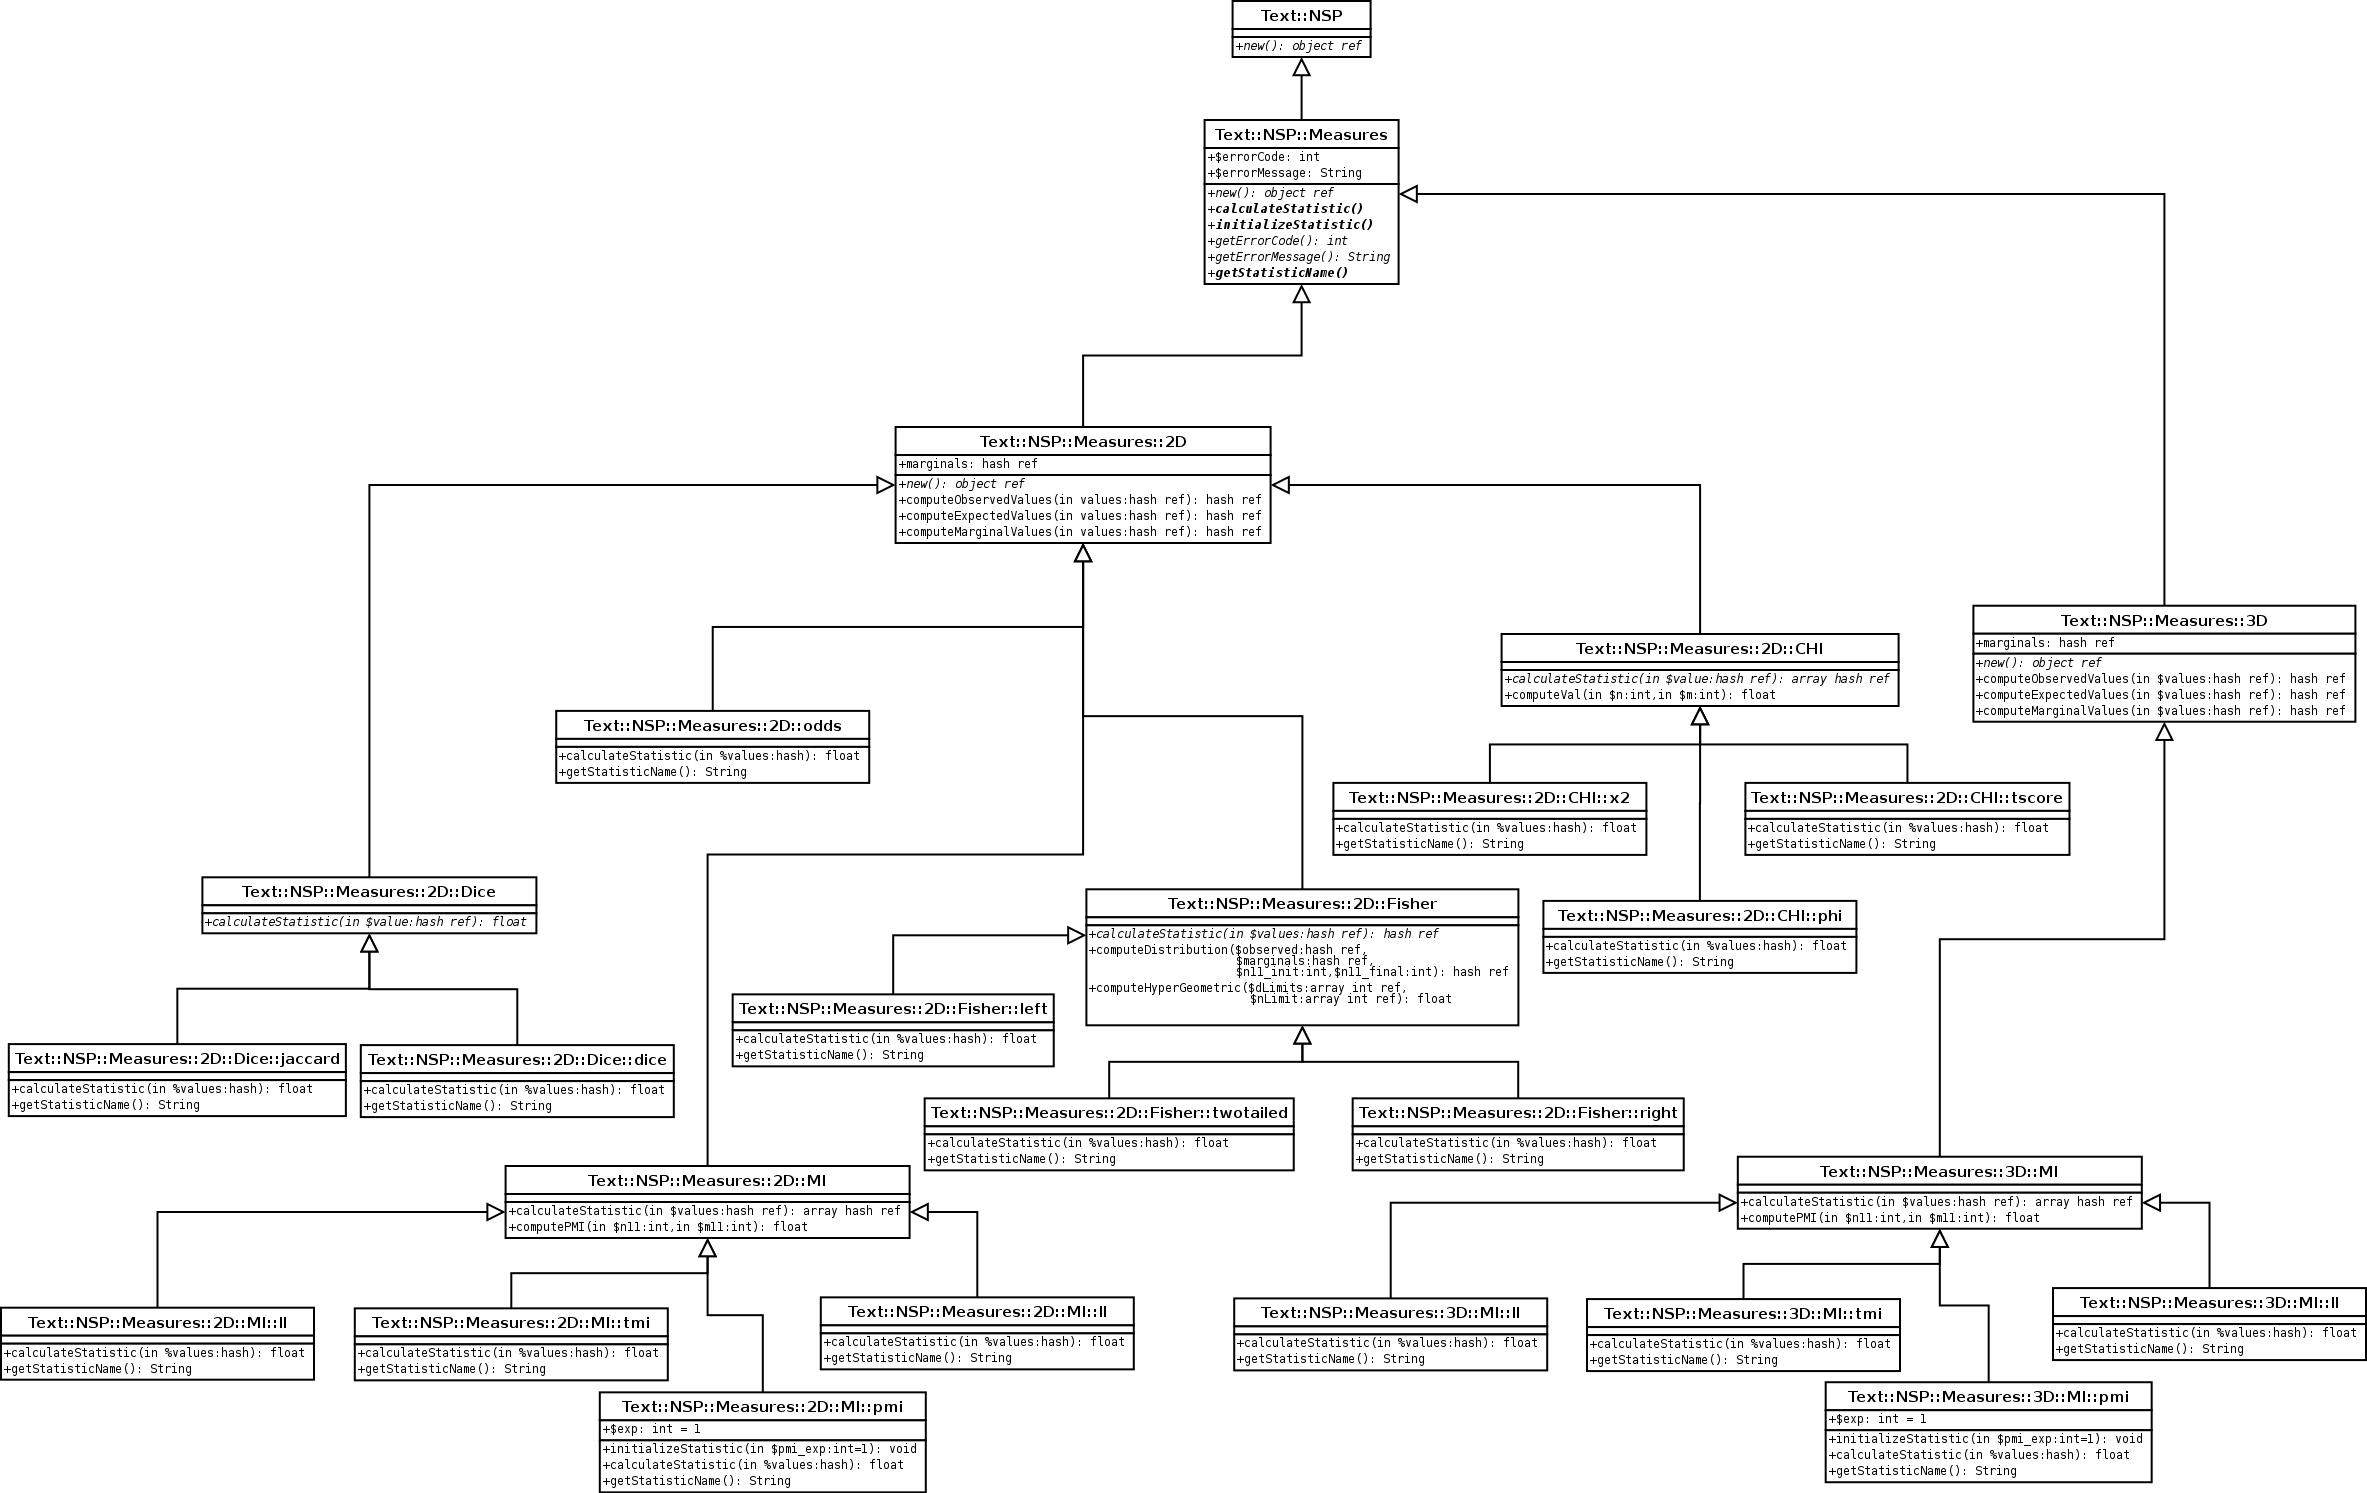 Text::NSP
+new(): object ref
Text::NSP::Measures
+$errorCode: int
+$errorMessage: String
+new(): object ref
+calculateStatistic()
+initializeStatistic()
+getErrorCode(): int
+getErrorMessage(): String
+getStatisticName()
Text::NSP::Measures::2D
+marginals: hash ref
+new(): object ref
+computeObservedValues(in values:hash ref): hash ref
+computeExpectedValues(in values:hash ref): hash ref
+computeMarginalValues(in values:hash ref): hash ref
Text::NSP::Measures::3D
+marginals: hash ref
+new(): object ref
+computeObservedValues(in $values:hash ref): hash ref
+computeExpectedValues(in $values:hash ref): hash ref
+computeMarginalValues(in $values:hash ref): hash ref
Text::NSP::Measures::2D::CHI
+calculateStatistic(in $value:hash ref): array hash ref
+computeVal(in $n:int,in $m:int): float
Text::NSP::Measures::2D::odds
+calculateStatistic(in %values:hash): float
+getStatisticName(): String
Text::NSP::Measures::2D::CHI::x2
+calculateStatistic(in %values:hash): float
+getStatisticName(): String
Text::NSP::Measures::2D::CHI::tscore
+calculateStatistic(in %values:hash): float
+getStatisticName(): String
Text::NSP::Measures::2D::Dice
+calculateStatistic(in $value:hash ref): float
Text::NSP::Measures::2D::Fisher
+calculateStatistic(in $values:hash ref): hash ref
+computeDistribution($observed:hash ref,
$marginals:hash ref,
$n11_init:int,$n11_final:int): hash ref
+computeHyperGeometric($dLimits:array int ref,
$nLimit:array int ref): float
Text::NSP::Measures::2D::CHI::phi
+calculateStatistic(in %values:hash): float
+getStatisticName(): String
Text::NSP::Measures::2D::Fisher::left
+calculateStatistic(in %values:hash): float
+getStatisticName(): String
Text::NSP::Measures::2D::Dice::jaccard
+calculateStatistic(in %values:hash): float
+getStatisticName(): String
Text::NSP::Measures::2D::Dice::dice
+calculateStatistic(in %values:hash): float
+getStatisticName(): String
Text::NSP::Measures::2D::Fisher::twotailed
+calculateStatistic(in %values:hash): float
+getStatisticName(): String
Text::NSP::Measures::2D::Fisher::right
+calculateStatistic(in %values:hash): float
+getStatisticName(): String
Text::NSP::Measures::2D::MI
+calculateStatistic(in $values:hash ref): array hash ref
+computePMI(in $n11:int,in $m11:int): float
Text::NSP::Measures::3D::MI
+calculateStatistic(in $values:hash ref): array hash ref
+computePMI(in $n11:int,in $m11:int): float
Text::NSP::Measures::2D::MI::ll
+calculateStatistic(in %values:hash): float
+getStatisticName(): String
Text::NSP::Measures::2D::MI::tmi
+calculateStatistic(in %values:hash): float
+getStatisticName(): String
Text::NSP::Measures::2D::MI::ll
+calculateStatistic(in %values:hash): float
+getStatisticName(): String
Text::NSP::Measures::3D::MI::ll
+calculateStatistic(in %values:hash): float
+getStatisticName(): String
Text::NSP::Measures::3D::MI::tmi
+calculateStatistic(in %values:hash): float
+getStatisticName(): String
Text::NSP::Measures::3D::MI::ll
+calculateStatistic(in %values:hash): float
+getStatisticName(): String
Text::NSP::Measures::2D::MI::pmi
+$exp: int = 1
+initializeStatistic(in $pmi_exp:int=1): void
+calculateStatistic(in %values:hash): float
+getStatisticName(): String
Text::NSP::Measures::3D::MI::pmi
+$exp: int = 1
+initializeStatistic(in $pmi_exp:int=1): void
+calculateStatistic(in %values:hash): float
+getStatisticName(): String